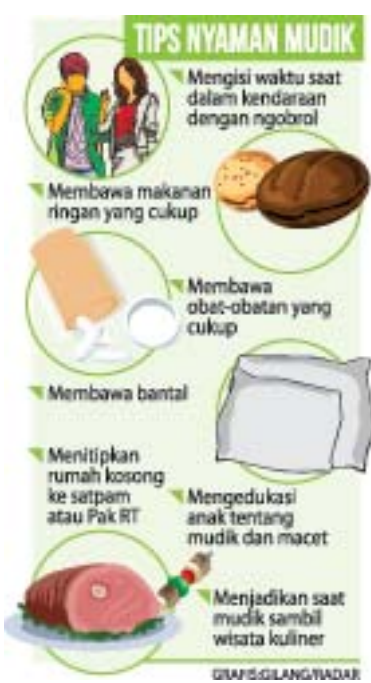 TIPS NYAMAN MUDIK
Mengisi waktu saat
dalam kendaraan
dengan ngobrol
Membawa makanan
ringan yang cukup
Membawa
obat-obatan yang
cukup
Membawa bantal
Menitipkan
rumah kosong
ke satpam
atau Pak RT
Mengedukasi
anak tentang
mudik dan macet
Menjadikan saat
mudik sambil
wisata kuliner
GRAFIS:GILANG/RADAR